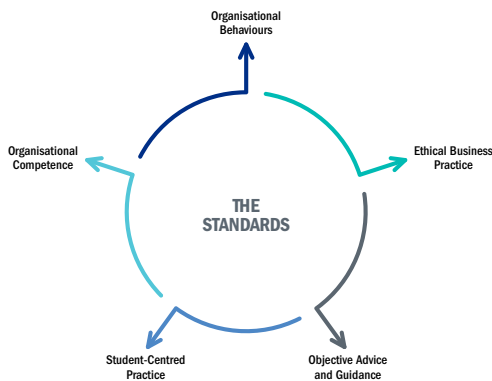 Organisational
Behaviours
Ethical Business
Practice
Organisational
Competence
THE
STANDARDS
Student-Centred
Practice
Objective Advice
and Guidance